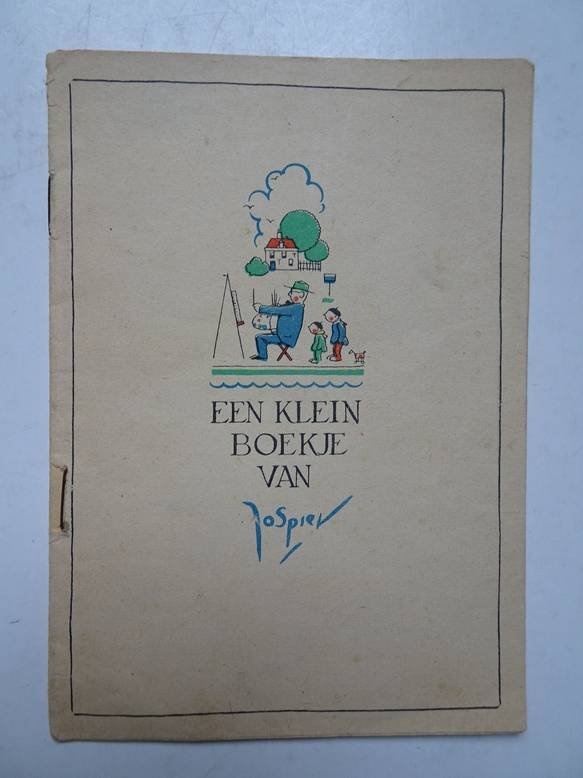 EEN KLEIN
BOEKJE
VAN
Jo Spier